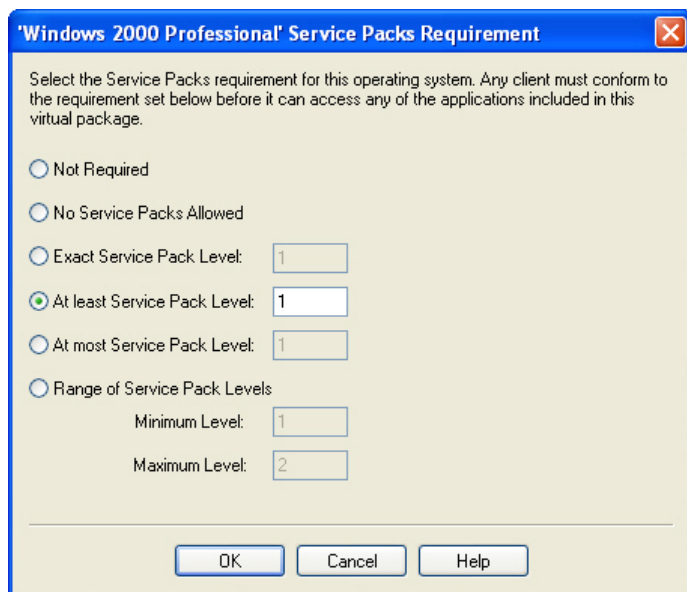 'Windows 2000 Professional' Service Packs Requirement
Select the Service Packs requirement for this operating system. Any client must conform to
the requirement set below before it can access any of the applications included in this
virtual package.
Not Required
No Service Packs Allowed
Exact Service Pack Level: 1
At least Service Pack Level: 1
At most Service Pack Level: 1
Range of Service Pack Levels
Minimum Level: 1
Maximum Level: 2
OK Cancel Help